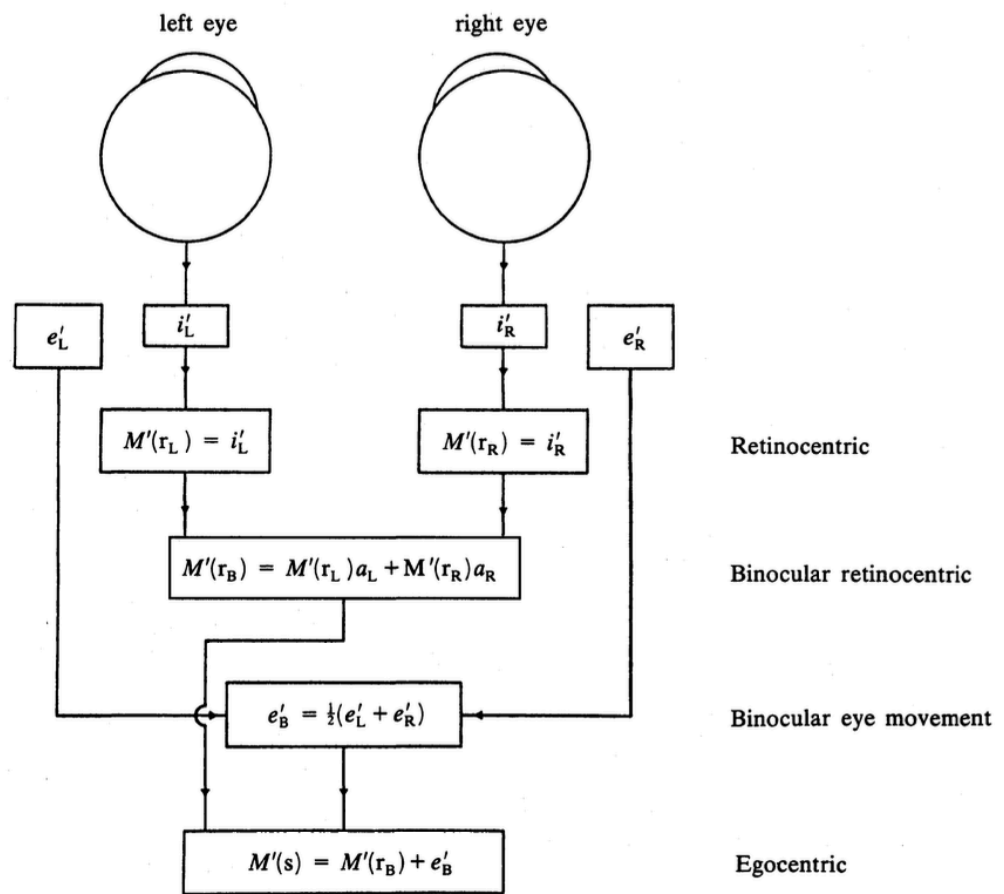 left eye right eye
e′L i′L i′R e′R
M′(rL) = i′L M′(rR) = i′R Retinocentric
M′(rB) = M′(rL)aL + M′(rR)aR Binocular retinocentric
e′B = ½(e′L + e′R) Binocular eye movement
M′(s) = M′(rB) + e′B Egocentric